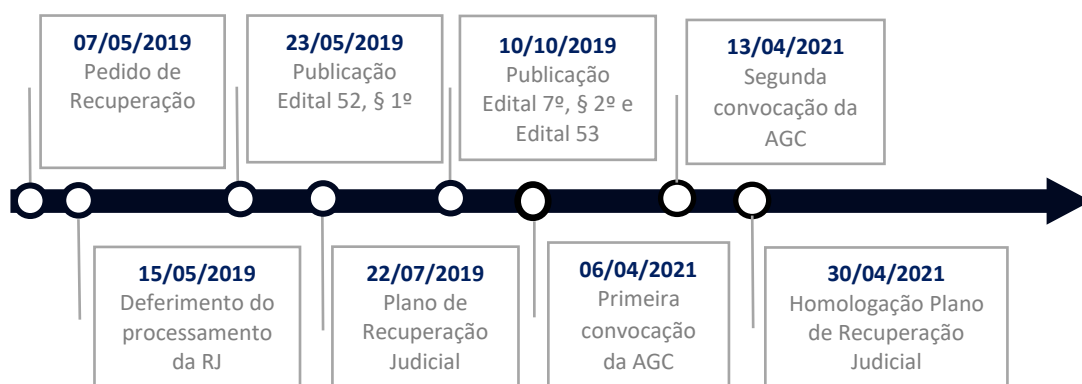 07/05/2019
Pedido de
Recuperação
23/05/2019
Publicação
Edital 52, § 1º
10/10/2019
Publicação
Edital 7º, § 2º e
Edital 53
13/04/2021
Segunda
convocação da
AGC
15/05/2019
Deferimento do
processamento
da RJ
22/07/2019
Plano de
Recuperação
Judicial
06/04/2021
Primeira
convocação
da AGC
30/04/2021
Homologação Plano
de Recuperação
Judicial